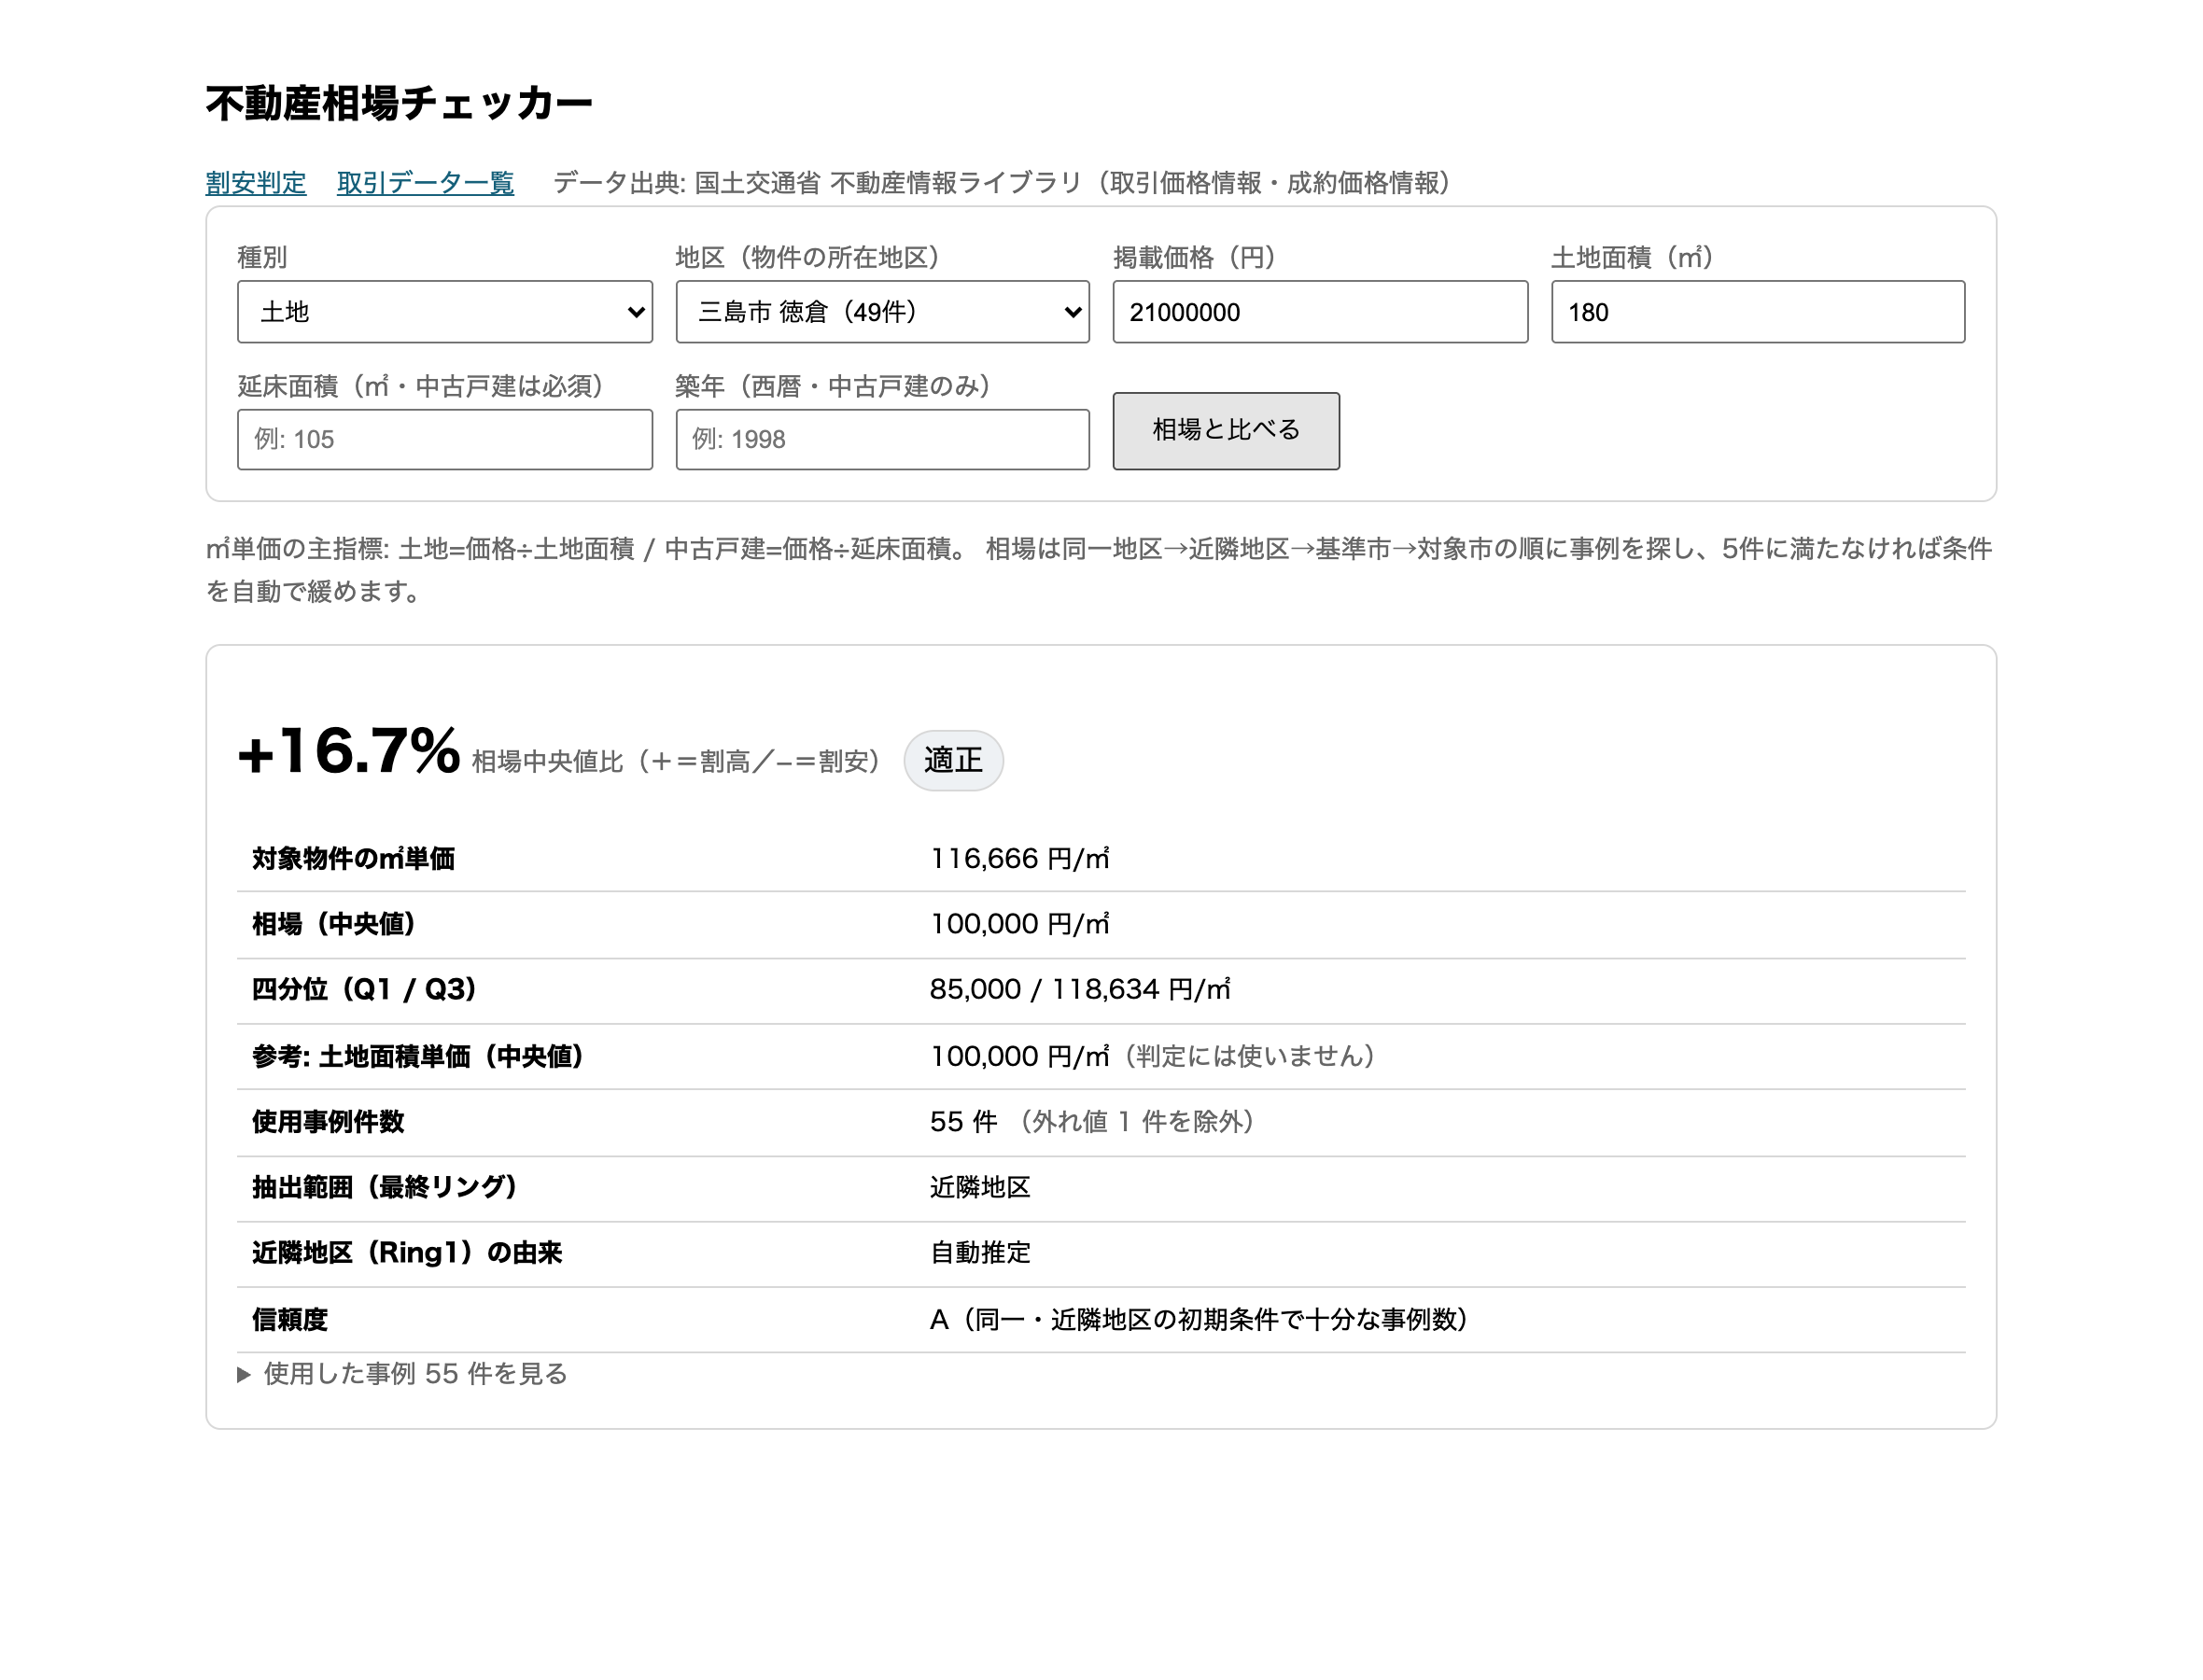 不動産相場チェッカー
割安判定 取引データ一覧 データ出典: 国土交通省 不動産情報ライブラリ（取引価格情報・成約価格情報）
種別 地区（物件の所在地区） 掲載価格（円） 土地面積（㎡）
土地 三島市 徳倉（49件） 21000000 180
延床面積（㎡・中古戸建は必須） 築年（西暦・中古戸建のみ）
例: 105 例: 1998 相場と比べる
㎡単価の主指標: 土地=価格÷土地面積 / 中古戸建=価格÷延床面積。 相場は同一地区→近隣地区→基準市→対象市の順に事例を探し、5件に満たなければ条件
を自動で緩めます。
+16.7% 相場中央値比（＋＝割高／−＝割安） 適正
対象物件の㎡単価 116,666 円/㎡
相場（中央値） 100,000 円/㎡
四分位（Q1 / Q3） 85,000 / 118,634 円/㎡
参考: 土地面積単価（中央値） 100,000 円/㎡（判定には使いません）
使用事例件数 55 件 （外れ値 1 件を除外）
抽出範囲（最終リング） 近隣地区
近隣地区（Ring1）の由来 自動推定
信頼度 A（同一・近隣地区の初期条件で十分な事例数）
▶ 使用した事例 55 件を見る